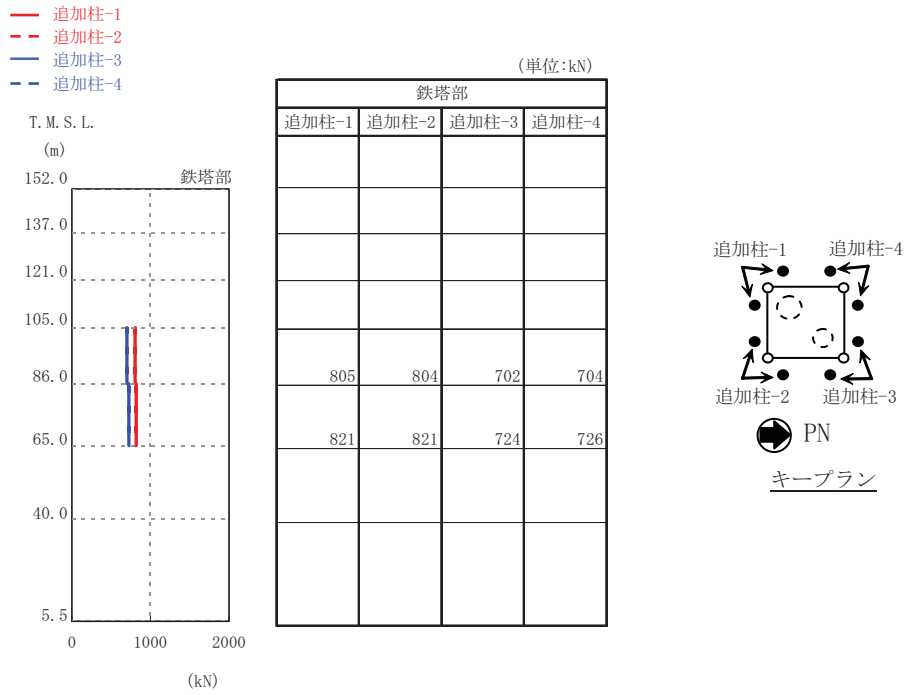 追加柱-1
追加柱-2
追加柱-3
追加柱-4
(単位:kN)
鉄塔部
追加柱-1 追加柱-2 追加柱-3 追加柱-4
805 804 702 704
821 821 724 726
T.M.S.L.
(m)
鉄塔部
152.0
137.0
121.0
105.0
86.0
65.0
40.0
5.5
0 1000 2000
(kN)
追加柱-1 追加柱-4
追加柱-2 追加柱-3
PN
キープラン